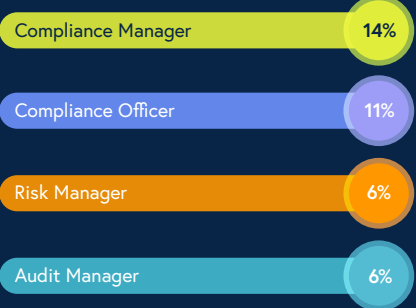 Compliance Manager 14%
Compliance Officer 11%
Risk Manager 6%
Audit Manager 6%